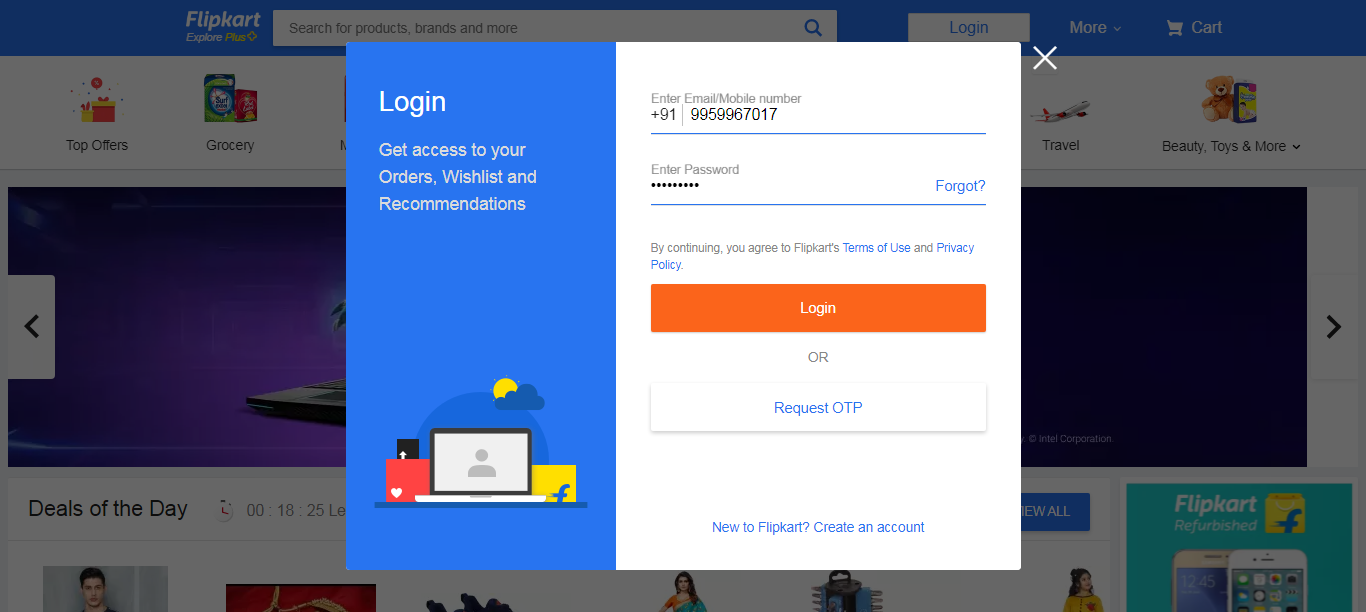 Flipkart
Explore Plus
Search for products, brands and more
Login
More
Cart
Top Offers
Grocery
M
Travel
Beauty, Toys & More
Login
Get access to your
Orders, Wishlist and
Recommendations
Enter Email/Mobile number
+91 9959967017
Enter Password
•••••••••
Forgot?
By continuing, you agree to Flipkart's Terms of Use and Privacy
Policy.
Login
OR
Request OTP
New to Flipkart? Create an account
© Intel Corporation.
Deals of the Day
00 : 18 : 25 Le
IEW ALL
Flipkart
Refurbished
12:45